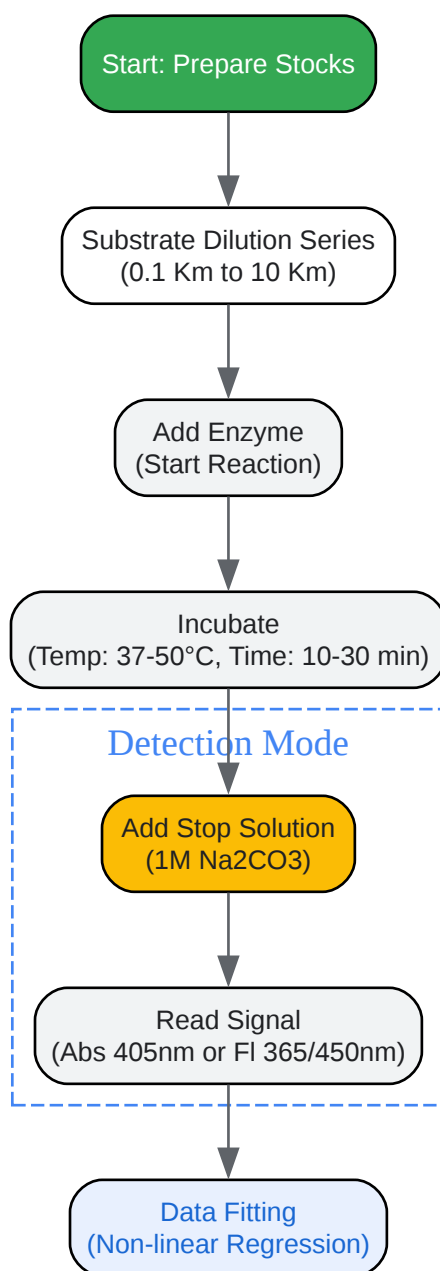 Start: Prepare Stocks
Substrate Dilution Series
(0.1 Km to 10 Km)
Add Enzyme
(Start Reaction)
Incubate
(Temp: 37-50°C, Time: 10-30 min)
Detection Mode
Add Stop Solution
(1M Na2CO3)
Read Signal
(Abs 405nm or Fl 365/450nm)
Data Fitting
(Non-linear Regression)